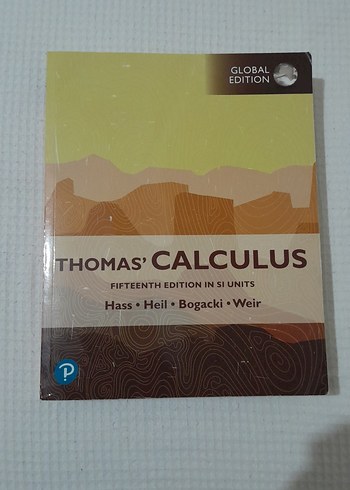 GLOBAL
EDITION
THOMAS' CALCULUS
FIFTEENTH EDITION IN SI UNITS
Hass • Heil • Bogacki • Weir
P